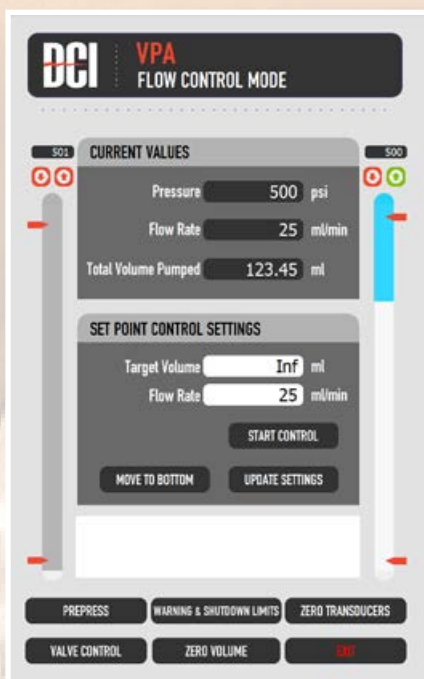 DCI VPA
FLOW CONTROL MODE
501 CURRENT VALUES 500
Pressure 500 psi
Flow Rate 25 ml/min
Total Volume Pumped 123.45 ml
SET POINT CONTROL SETTINGS
Target Volume Inf ml
Flow Rate 25 ml/min
START CONTROL
MOVE TO BOTTOM UPDATE SETTINGS
PREPRESS WARNING & SHUTDOWN LIMITS ZERO TRANSDUCERS
VALVE CONTROL ZERO VOLUME EXIT